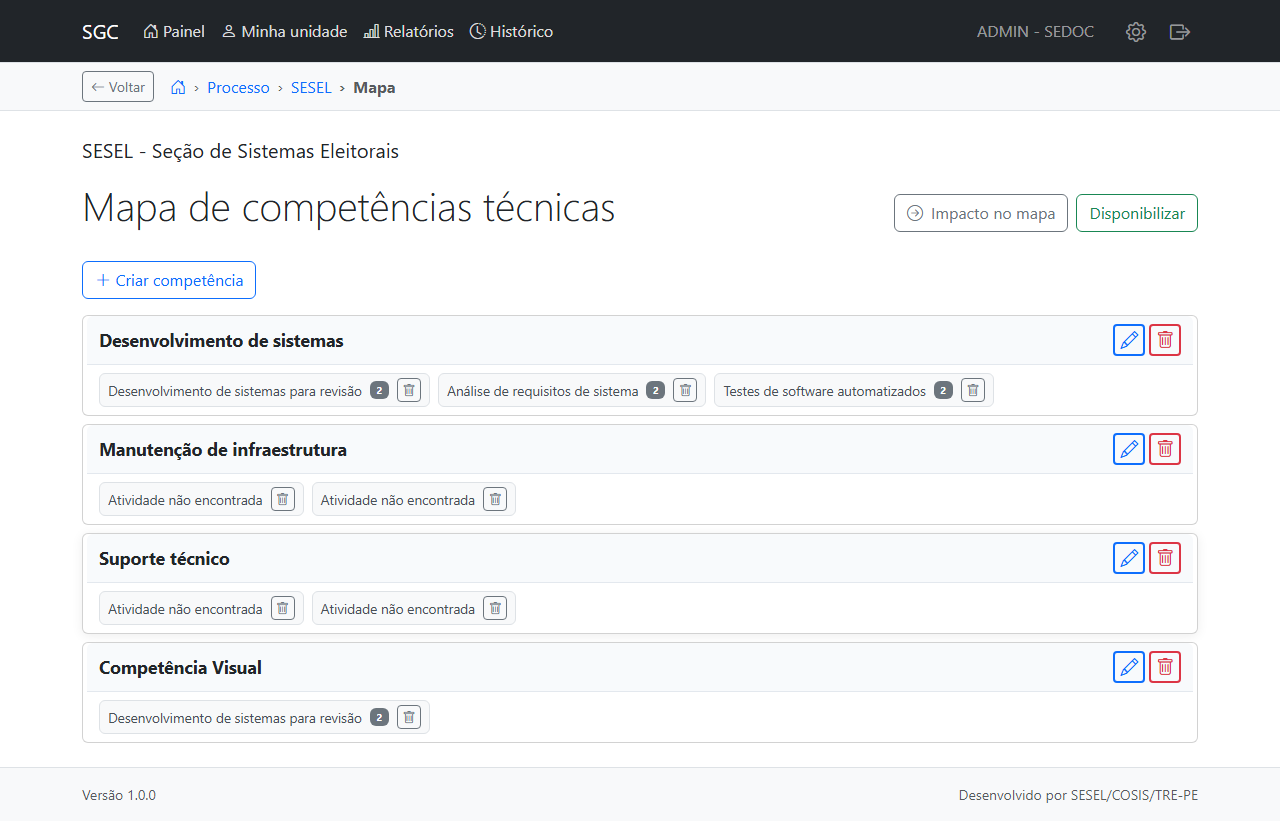 SGC Painel Minha unidade Relatórios Histórico ADMIN - SEDOC
Voltar › Processo › SESEL › Mapa
SESEL - Seção de Sistemas Eleitorais
Mapa de competências técnicas
Impacto no mapa Disponibilizar
Criar competência
Desenvolvimento de sistemas
Desenvolvimento de sistemas para revisão 2 Análise de requisitos de sistema 2 Testes de software automatizados 2
Manutenção de infraestrutura
Atividade não encontrada Atividade não encontrada
Suporte técnico
Atividade não encontrada Atividade não encontrada
Competência Visual
Desenvolvimento de sistemas para revisão 2
Versão 1.0.0 Desenvolvido por SESEL/COSIS/TRE-PE